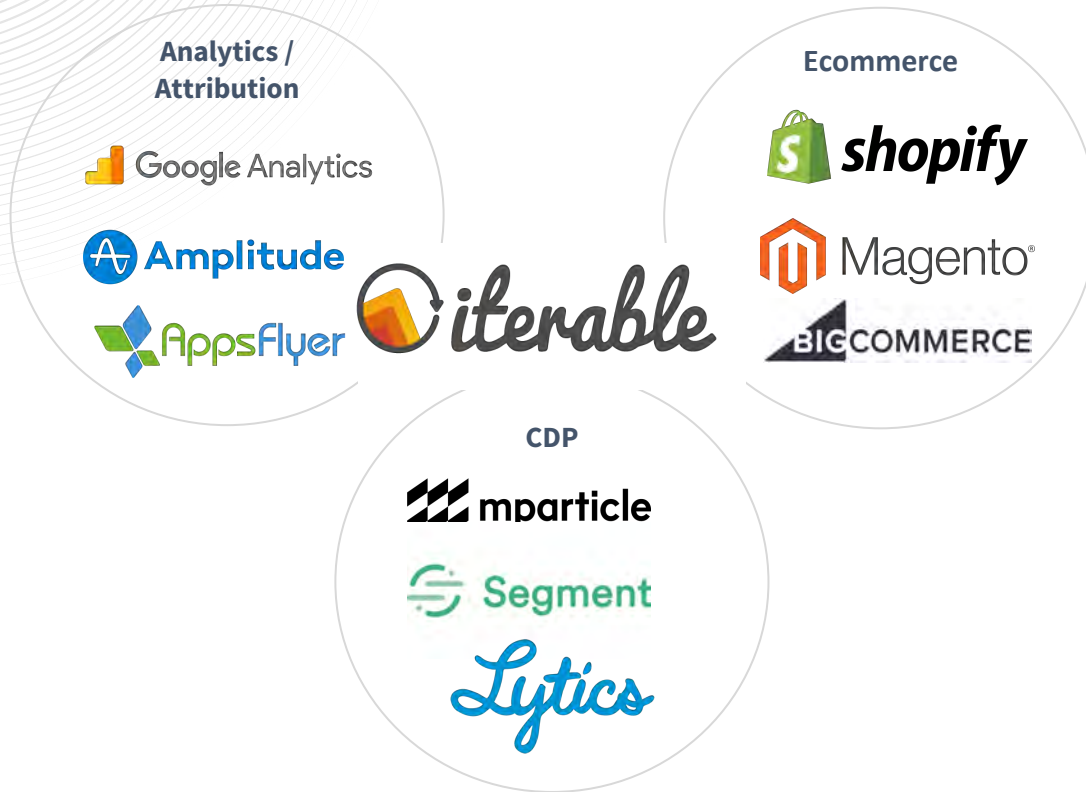 Analytics /
Attribution
Google Analytics
Amplitude
AppsFlyer
iterable
Ecommerce
shopify
Magento®
BIGCOMMERCE
CDP
mparticle
Segment
Lytics